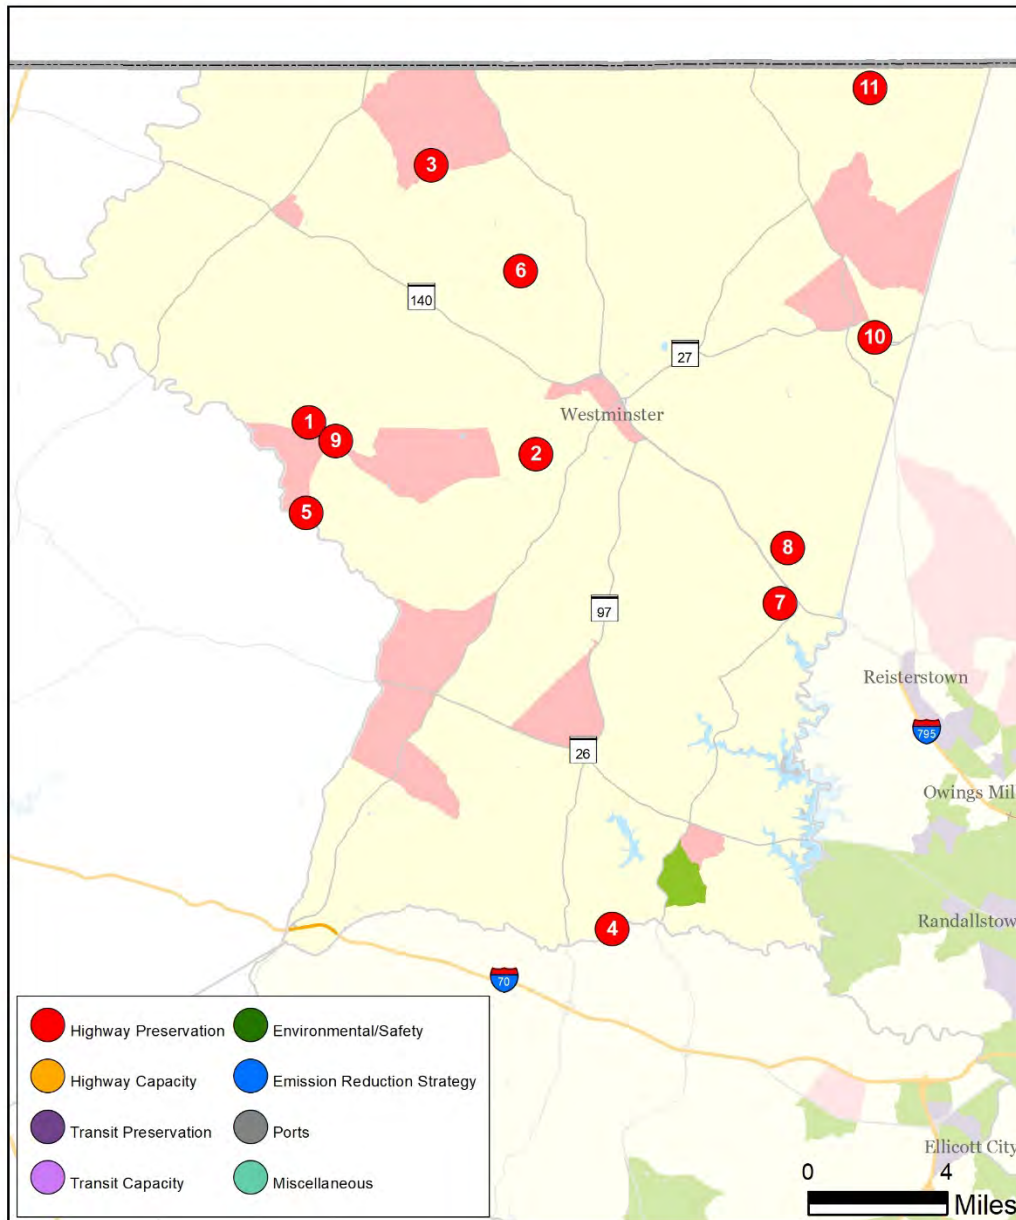 11
3
6
140
10
27
1
Westminster
9
2
5
8
7
97
Reisterstown
795
26
Owings Mil
Randallstow
4
70
Highway Preservation
Environmental/Safety
Highway Capacity
Emission Reduction Strategy
Transit Preservation
Ports
Transit Capacity
Miscellaneous
Ellicott City
0 4
Miles